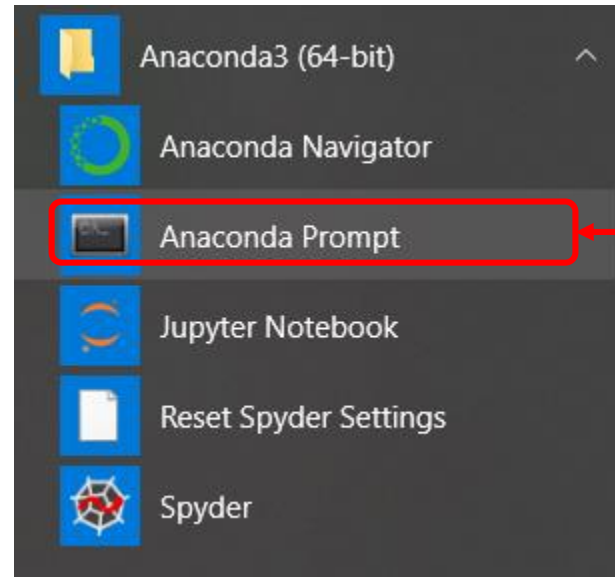 Anaconda3 (64-bit)
Anaconda Navigator
Anaconda Prompt
Jupyter Notebook
Reset Spyder Settings
Spyder